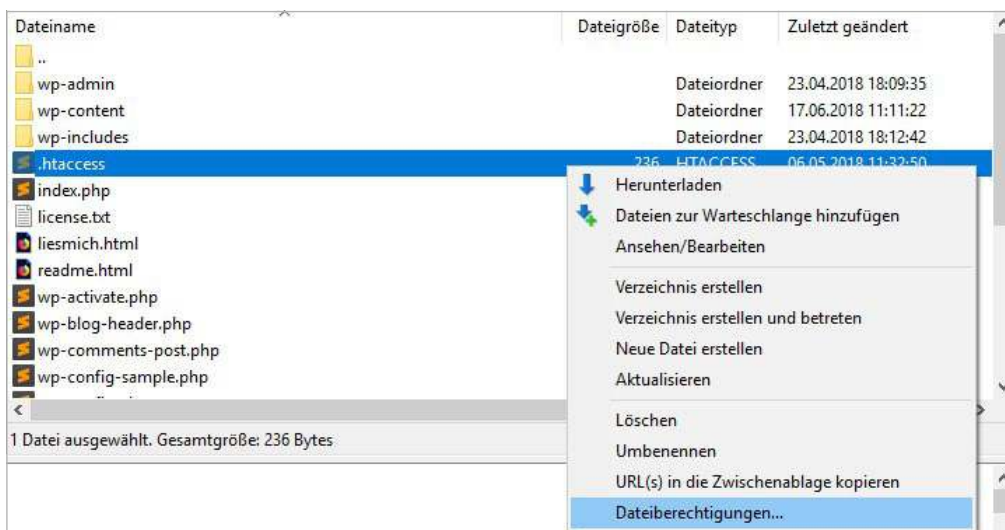 Dateiname Dateigröße Dateityp Zuletzt geändert
..
wp-admin Dateiordner 23.04.2018 18:09:35
wp-content Dateiordner 17.06.2018 11:11:22
wp-includes Dateiordner 23.04.2018 18:12:42
.htaccess 236 HTACCESS 06.05.2018 11:32:50
index.php
license.txt
liesmich.html
readme.html
wp-activate.php
wp-blog-header.php
wp-comments-post.php
wp-config-sample.php
1 Datei ausgewählt. Gesamtgröße: 236 Bytes
Herunterladen
Dateien zur Warteschlange hinzufügen
Ansehen/Bearbeiten
Verzeichnis erstellen
Verzeichnis erstellen und betreten
Neue Datei erstellen
Aktualisieren
Löschen
Umbenennen
URL(s) in die Zwischenablage kopieren
Dateiberechtigungen...